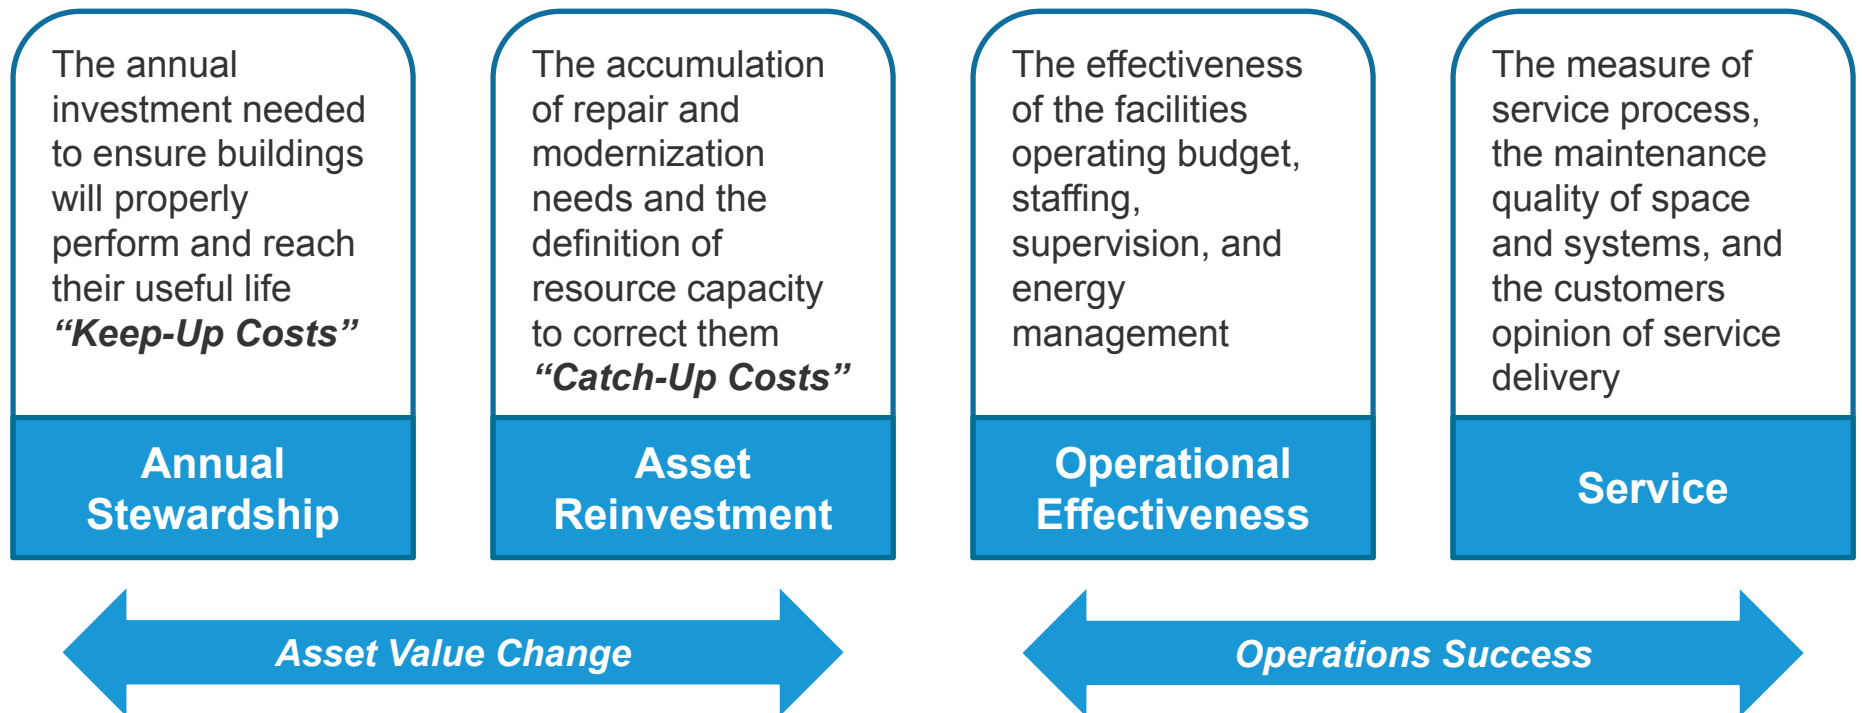 The annual
investment needed
to ensure buildings
will properly
perform and reach
their useful life
“Keep-Up Costs”
Annual
Stewardship
The accumulation
of repair and
modernization
needs and the
definition of
resource capacity
to correct them
“Catch-Up Costs”
Asset
Reinvestment
The effectiveness
of the facilities
operating budget,
staffing,
supervision, and
energy
management
Operational
Effectiveness
The measure of
service process,
the maintenance
quality of space
and systems, and
the customers
opinion of service
delivery
Service
Asset Value Change
Operations Success